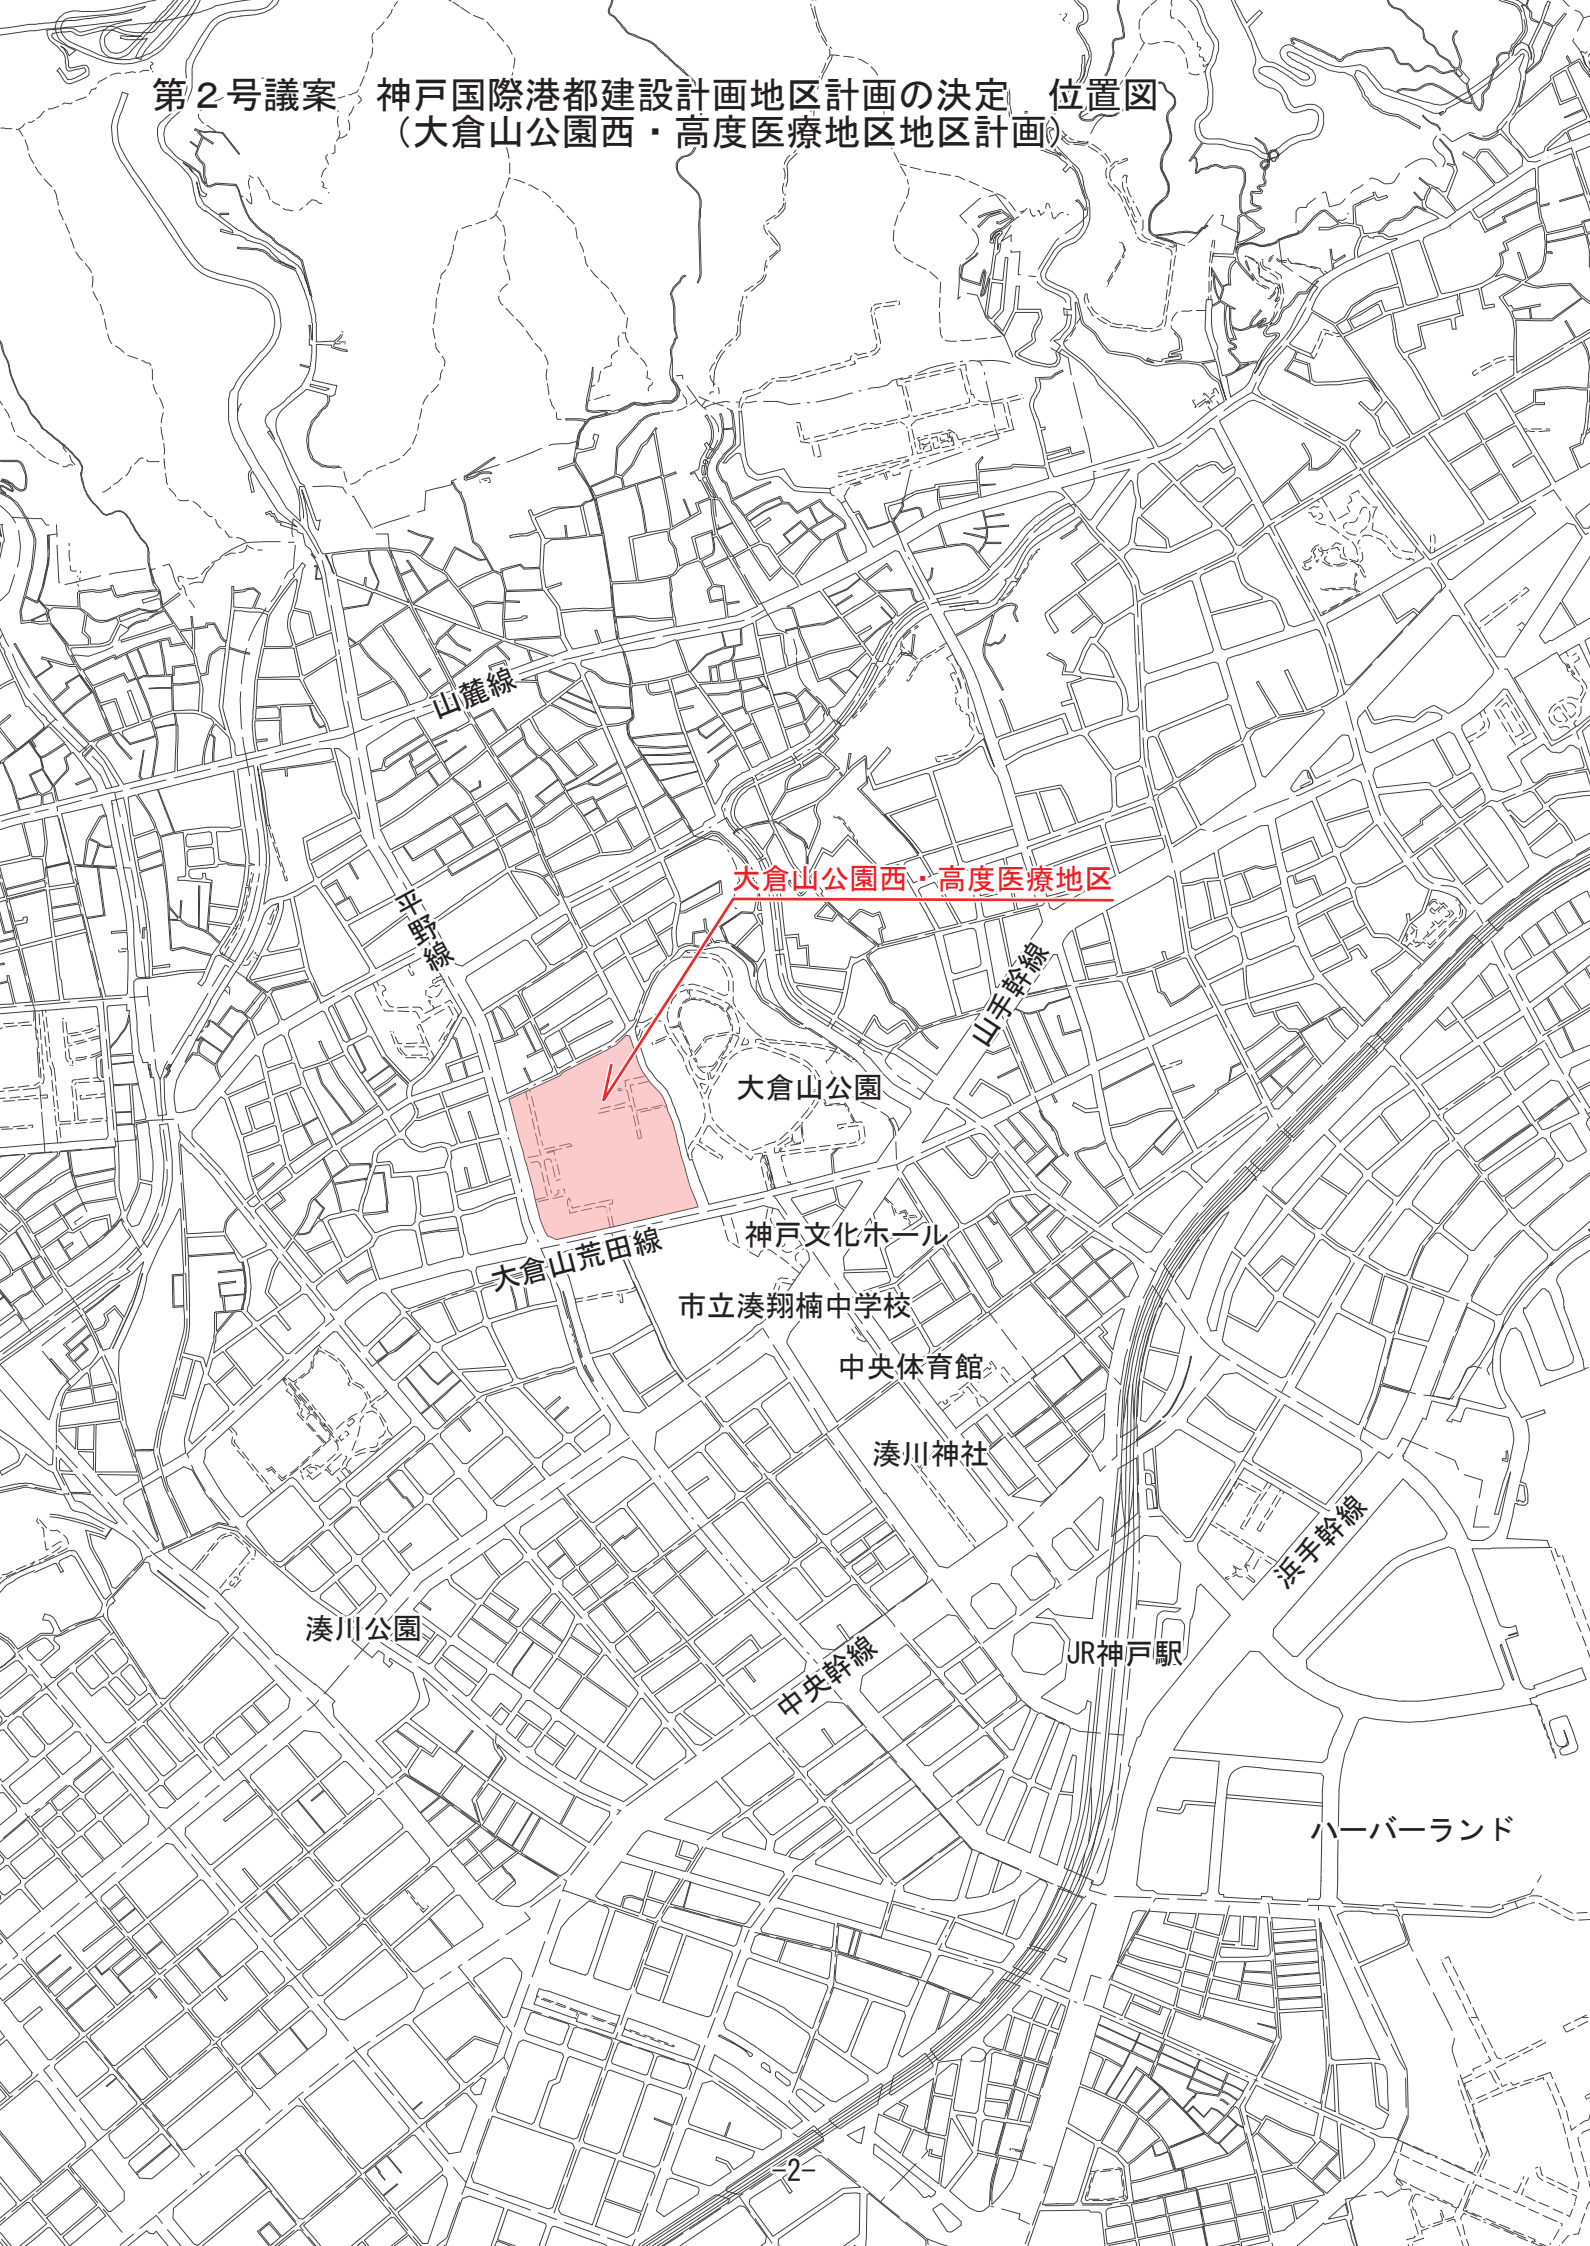 第２号議案　神戸国際港都建設計画地区計画の決定　位置図
（大倉山公園西・高度医療地区地区計画）
山麓線
大倉山公園西・高度医療地区
平野線
山手幹線
大倉山公園
神戸文化ホール
大倉山荒田線
市立湊翔楠中学校
中央体育館
湊川神社
浜手幹線
湊川公園
中央幹線
JR神戸駅
ハーバーランド
-2-